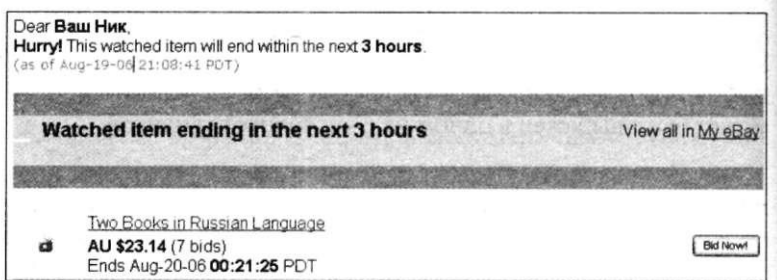 Dear Ваш Ник,
Hurry! This watched item will end within the next 3 hours.
(as of Aug-19-06 21:08:41 PDT)
Watched item ending in the next 3 hours
View all in My eBay
Two Books in Russian Language
AU $23.14 (7 bids)
Bid Now!
Ends Aug-20-06 00:21:25 PDT